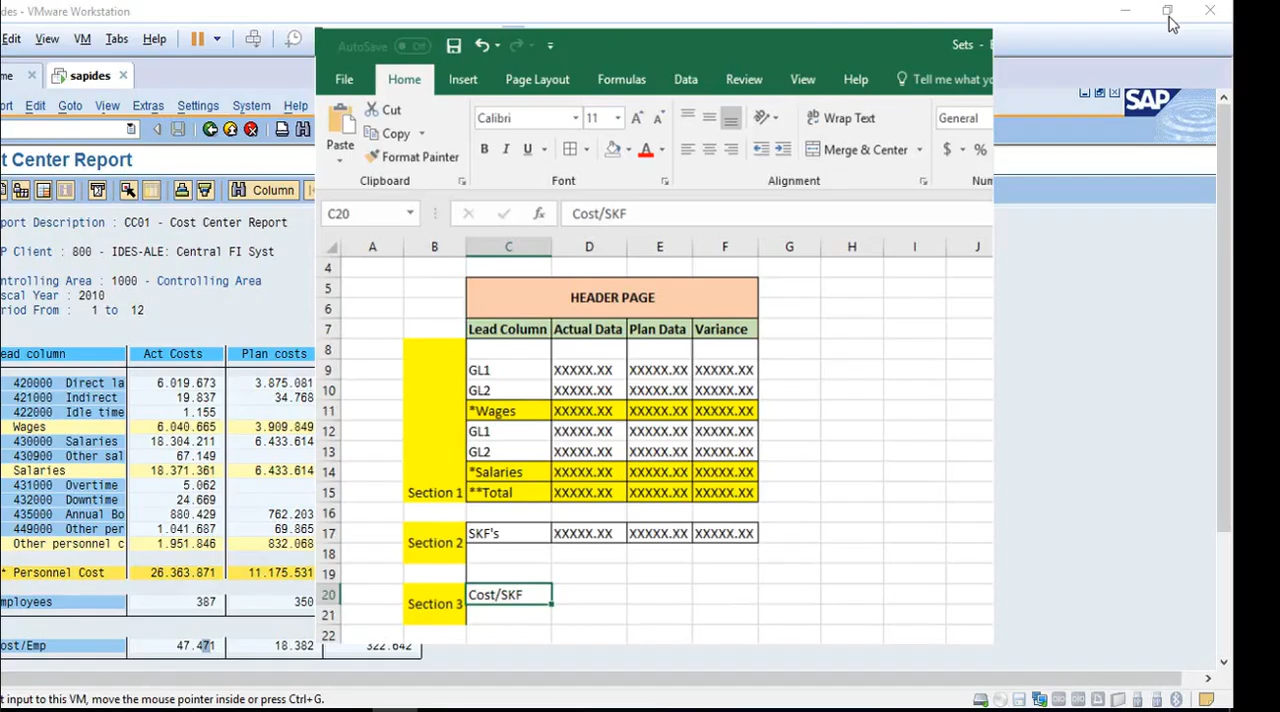 des - VMware Workstation
Edit View VM Tabs Help
me sapides
ort Edit Goto View Extras Settings System Help
t Center Report
Column
port Description : CC01 - Cost Center Report
P Client : 800 - IDES-ALE: Central FI Syst
ontrolling Area : 1000 - Controlling Area
iscal Year : 2010
eriod From : 1 to 12
ead column Act Costs Plan costs
420000 Direct la 6.019.673 3.875.081
421000 Indirect 19.837 34.768
422000 Idle time 1.155
Wages 6.040.665 3.909.849
430000 Salaries 18.304.211 6.433.614
430900 Other sal 67.149
Salaries 18.371.361 6.433.614
431000 Overtime 5.062
432000 Downtime 24.669
435000 Annual Bo 880.429 762.203
449000 Other per 1.041.687 69.865
Other personnel c 1.951.846 832.068
* Personnel Cost 26.363.871 11.175.531
mployees 387 350
ost/Emp 47.471 18.382 322.642
t input to this VM, move the mouse pointer inside or press Ctrl+G.
SAP
AutoSave Off Sets -
File Home Insert Page Layout Formulas Data Review View Help Tell me what yo
Paste Cut Copy Format Painter
Calibri 11
B I U A
Wrap Text
Merge & Center
General
$ %
Clipboard Font Alignment Num
C20 fx Cost/SKF
A B C D E F G H I J
4
5 HEADER PAGE
6
7 Lead Column Actual Data Plan Data Variance
8
9 GL1 XXXXX.XX XXXXX.XX XXXXX.XX
10 GL2 XXXXX.XX XXXXX.XX XXXXX.XX
11 *Wages XXXXX.XX XXXXX.XX XXXXX.XX
12 GL1 XXXXX.XX XXXXX.XX XXXXX.XX
13 GL2 XXXXX.XX XXXXX.XX XXXXX.XX
14 *Salaries XXXXX.XX XXXXX.XX XXXXX.XX
15 Section 1 **Total XXXXX.XX XXXXX.XX XXXXX.XX
16
17 SKF's XXXXX.XX XXXXX.XX XXXXX.XX
Section 2
18
19
20 Cost/SKF
Section 3
21
22